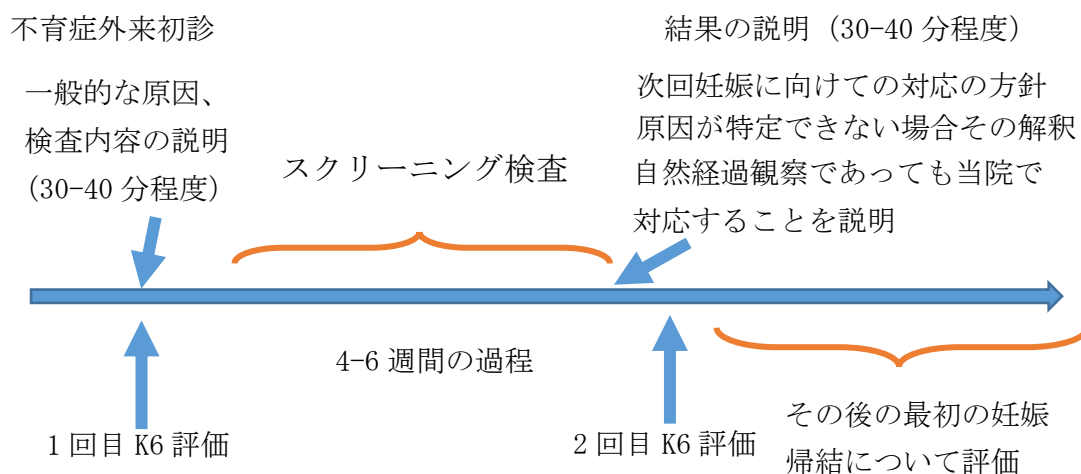 不育症外来初診
一般的な原因、
検査内容の説明
(30-40 分程度)
スクリーニング検査
結果の説明 (30-40 分程度)
次回妊娠に向けての対応の方針
原因が特定できない場合その解釈
自然経過観察であっても当院で
対応することを説明
4-6 週間の過程
1 回目 K6 評価
2 回目 K6 評価
その後の最初の妊娠
帰結について評価